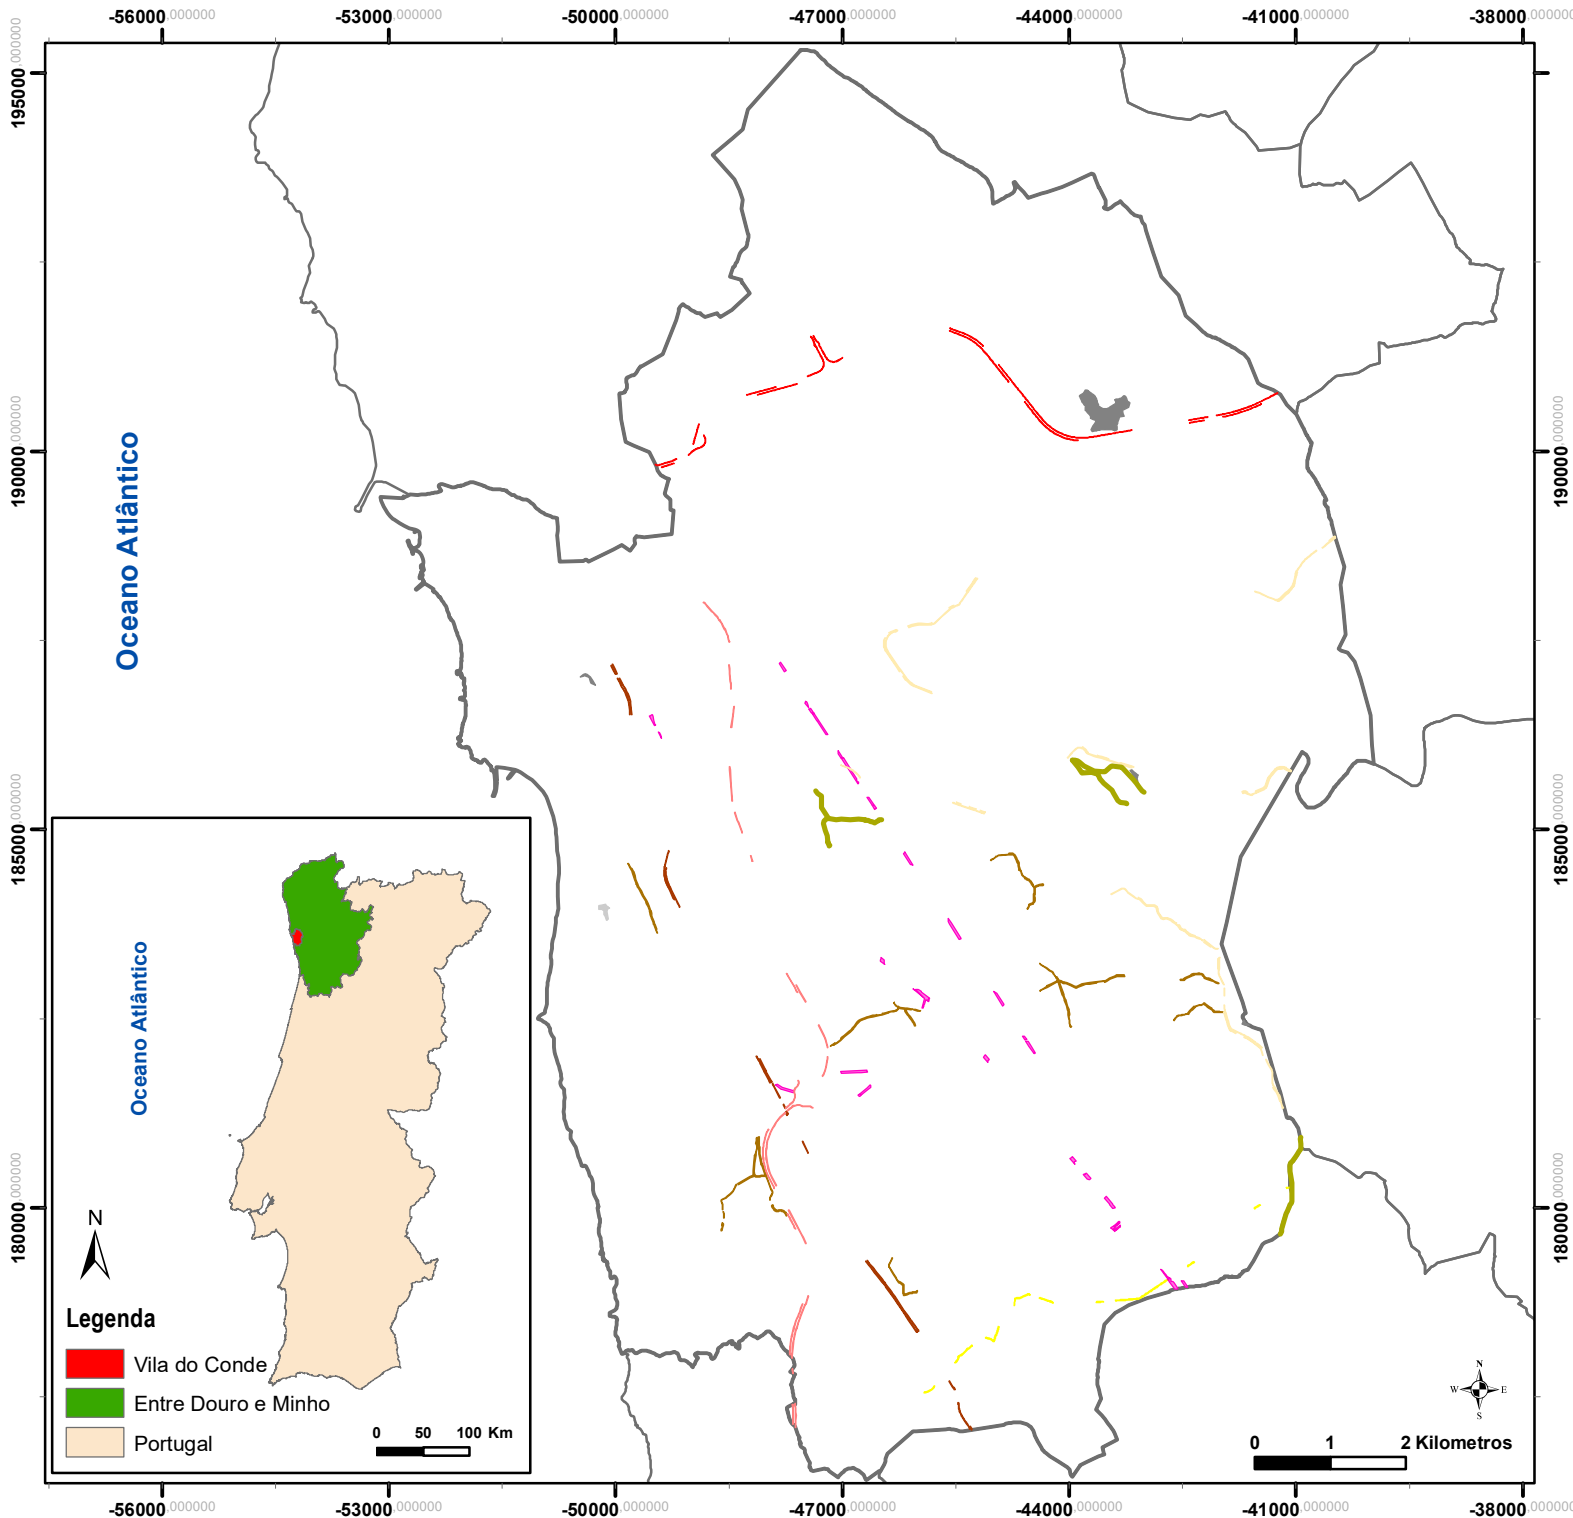 -56000,000000 -53000,000000 -50000,000000 -47000,000000 -44000,000000 -41000,000000 -38000,000000
195000,000000
195000,000000
190000,000000
190000,000000
185000,000000
185000,000000
180000,000000
180000,000000
Oceano Atlântico
Oceano Atlântico
N
Legenda
Vila do Conde
Entre Douro e Minho
Portugal
0 50 100 Km
N
W E
S
0 1 2 Kilometros
-56000,000000 -53000,000000 -50000,000000 -47000,000000 -44000,000000 -41000,000000 -38000,000000